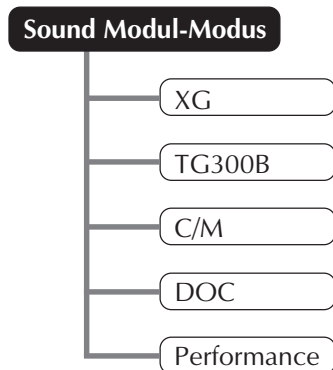 Sound Modul-Modus
XG
TG300B
C/M
DOC
Performance